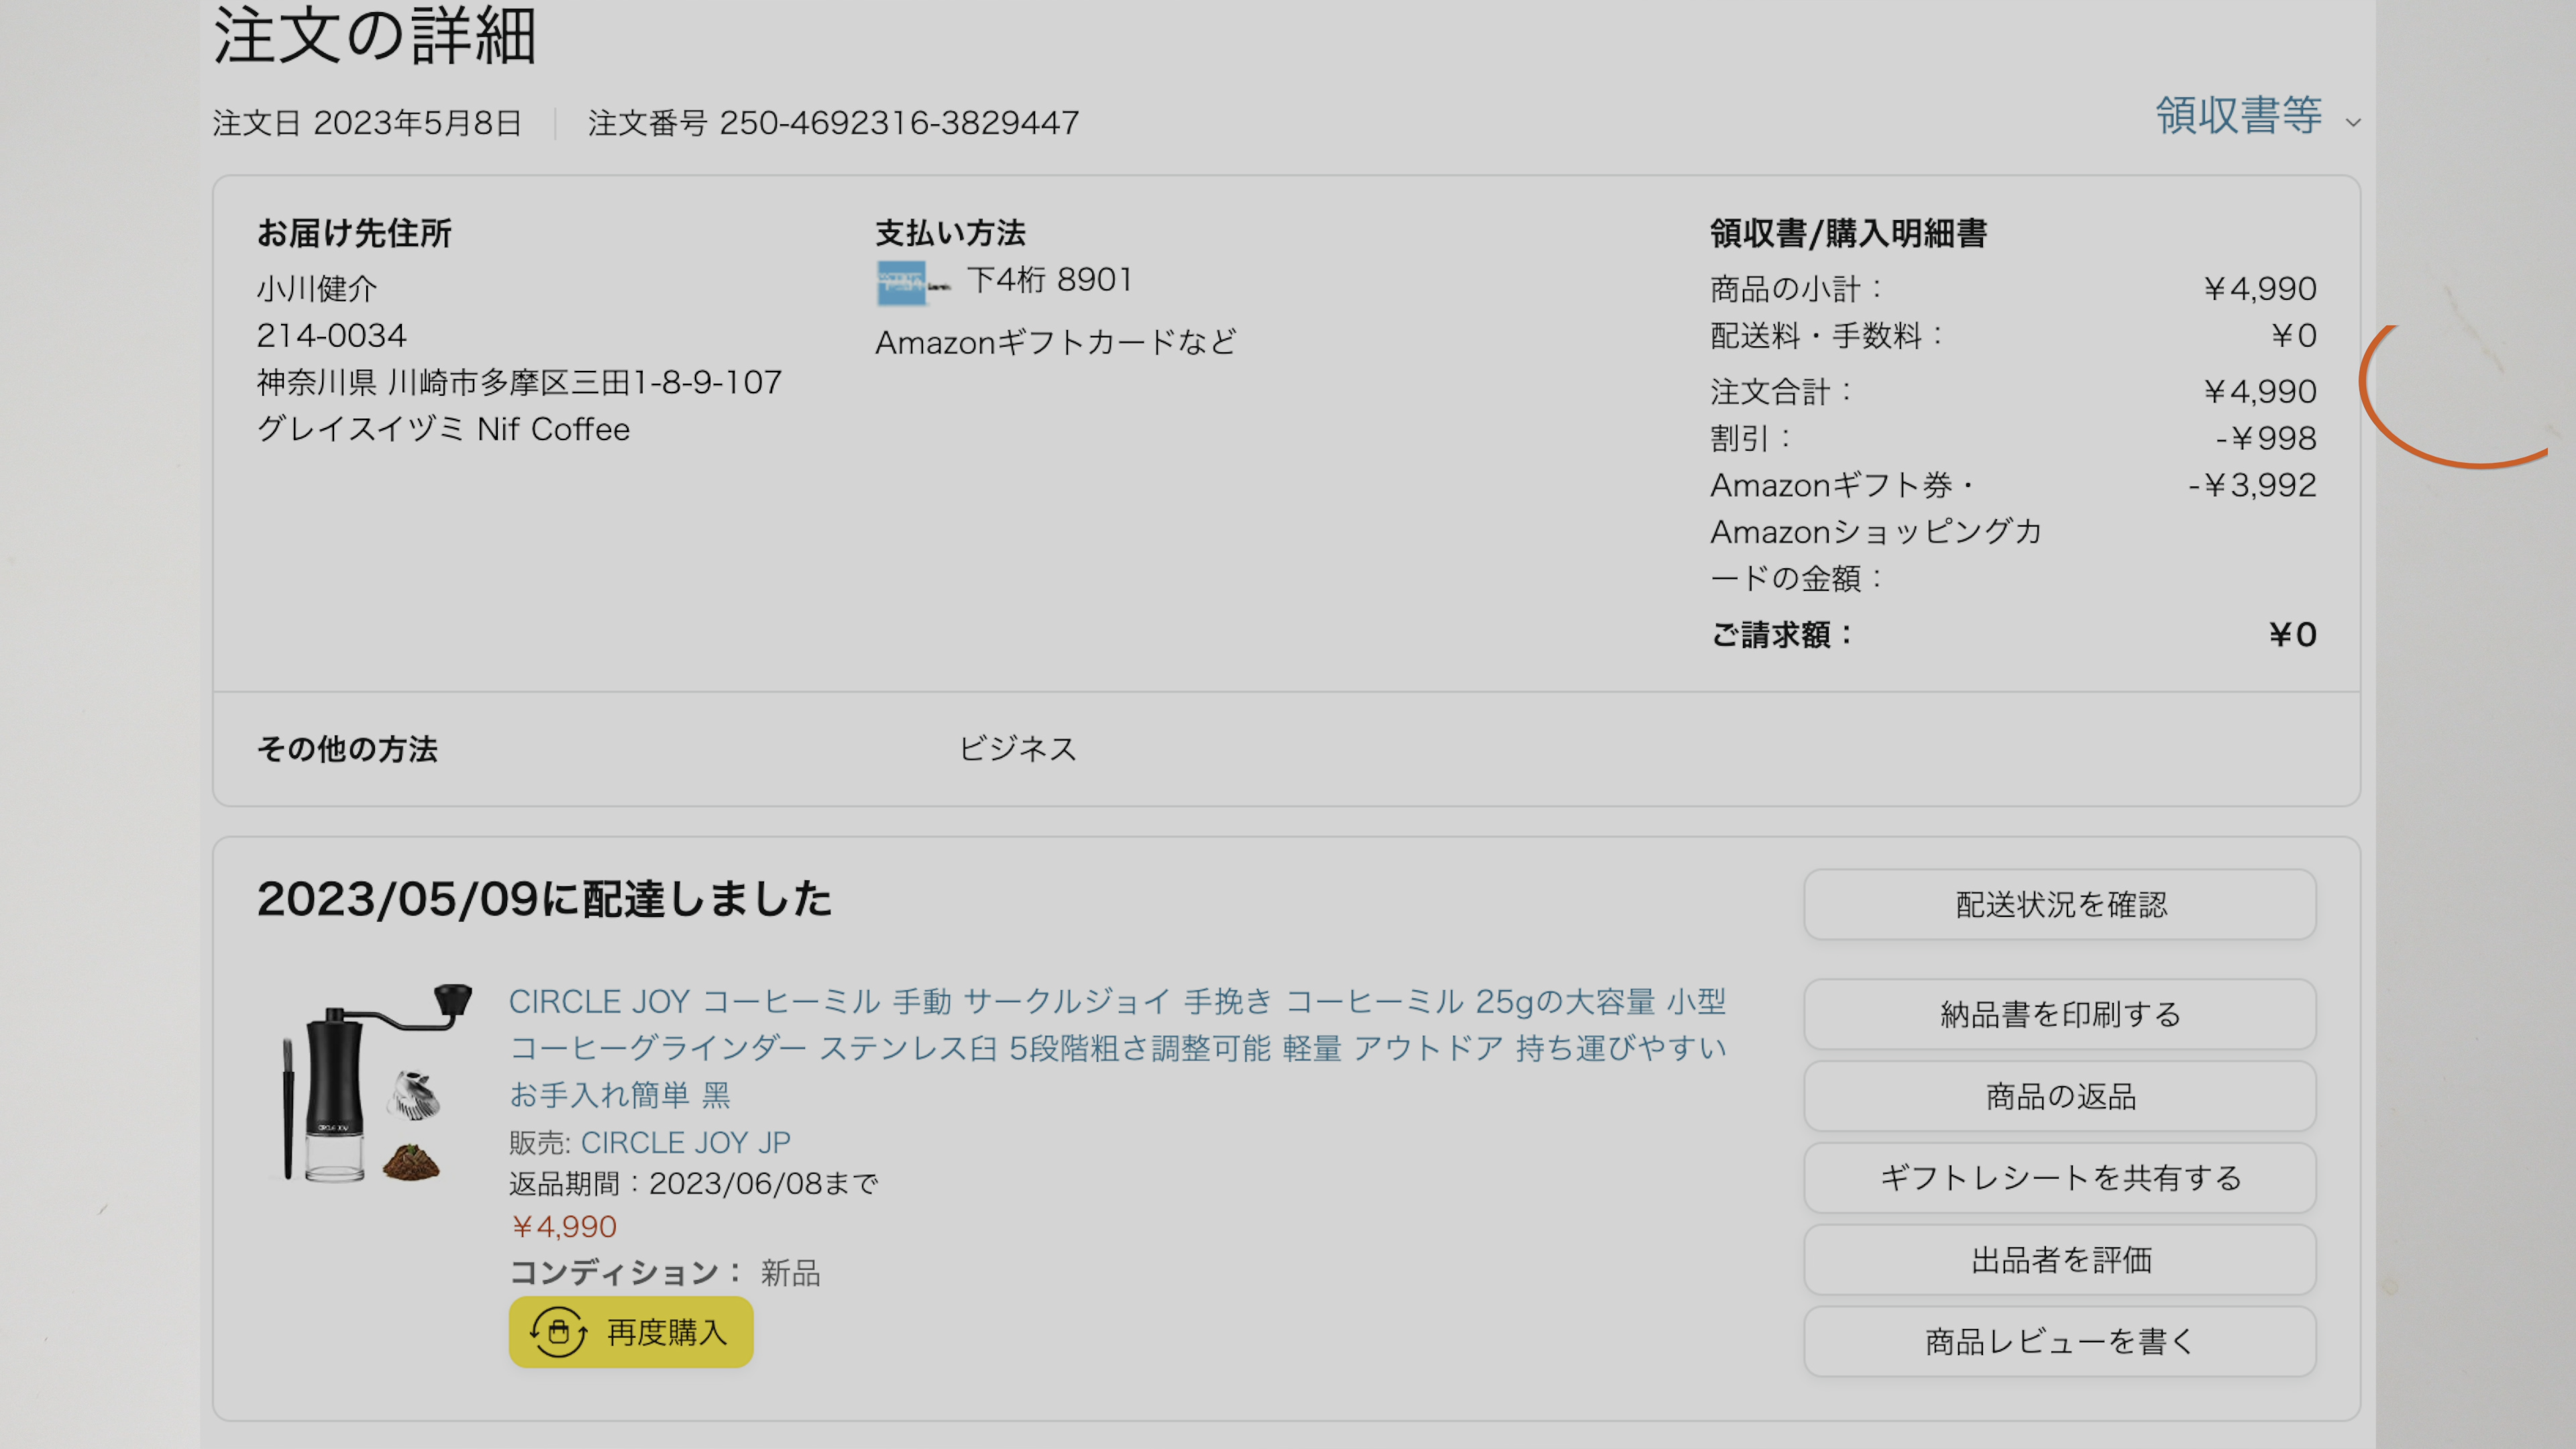 注文の詳細
注文日 2023年5月8日
注文番号 250-4692316-3829447
領収書等
お届け先住所
小川健介
214-0034
神奈川県 川崎市多摩区三田1-8-9-107
グレイスイヅミ Nif Coffee
支払い方法
下4桁 8901
Amazonギフトカードなど
領収書/購入明細書
商品の小計： ￥4,990
配送料・手数料： ￥0
注文合計： ￥4,990
割引： -￥998
Amazonギフト券・ -￥3,992
Amazonショッピングカ
ードの金額：
ご請求額： ￥0
その他の方法
ビジネス
2023/05/09に配達しました
CIRCLE JOY コーヒーミル 手動 サークルジョイ 手挽き コーヒーミル 25gの大容量 小型
コーヒーグラインダー ステンレス臼 5段階粗さ調整可能 軽量 アウトドア 持ち運びやすい
お手入れ簡単 黑
販売: CIRCLE JOY JP
返品期間：2023/06/08まで
￥4,990
コンディション： 新品
再度購入
配送状況を確認
納品書を印刷する
商品の返品
ギフトレシートを共有する
出品者を評価
商品レビューを書く
CIRCLE JOY